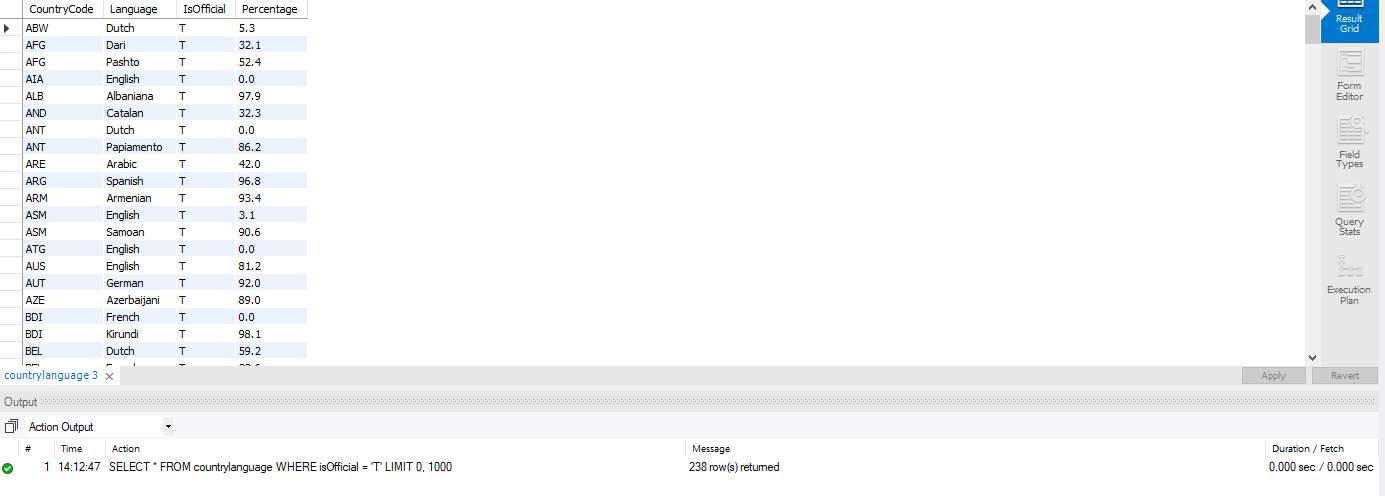 CountryCode Language IsOfficial Percentage
ABW Dutch T 5.3
AFG Dari T 32.1
AFG Pashto T 52.4
AIA English T 0.0
ALB Albaniana T 97.9
AND Catalan T 32.3
ANT Dutch T 0.0
ANT Papiamento T 86.2
ARE Arabic T 42.0
ARG Spanish T 96.8
ARM Armenian T 93.4
ASM English T 3.1
ASM Samoan T 90.6
ATG English T 0.0
AUS English T 81.2
AUT German T 92.0
AZE Azerbaijani T 89.0
BDI French T 0.0
BDI Kirundi T 98.1
BEL Dutch T 59.2
Result
Grid
Form
Editor
Field
Types
Query
Stats
Execution
Plan
countrylanguage 3
Apply Revert
Output
Action Output
# Time Action Message Duration / Fetch
1 14:12:47 SELECT * FROM countrylanguage WHERE isOfficial = 'T' LIMIT 0, 1000 238 row(s) returned 0.000 sec / 0.000 sec